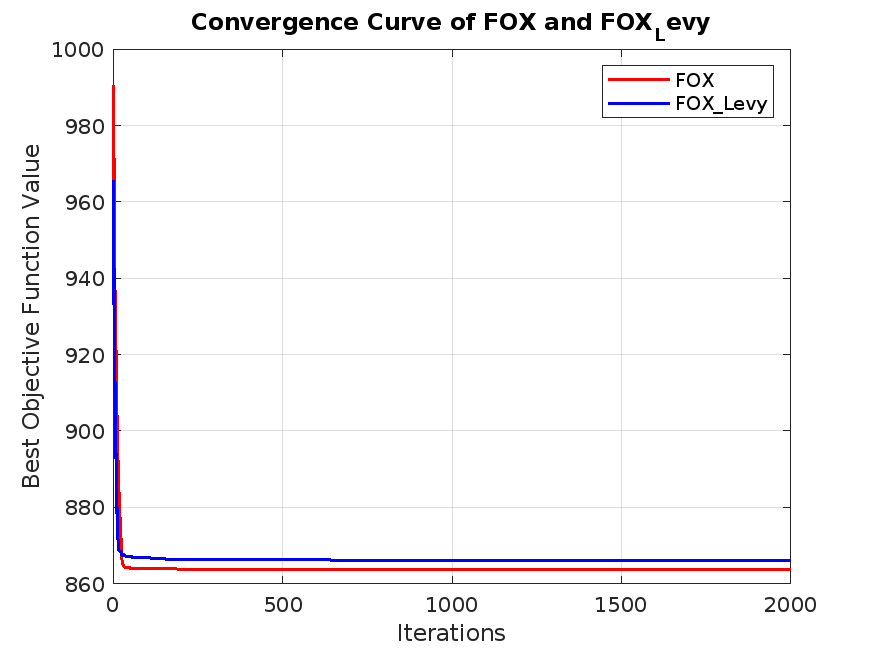 Convergence Curve of FOX and FOX_Levy
FOX
FOX_Levy
Best Objective Function Value
1000
980
960
940
920
900
880
860
0 500 1000 1500 2000
Iterations